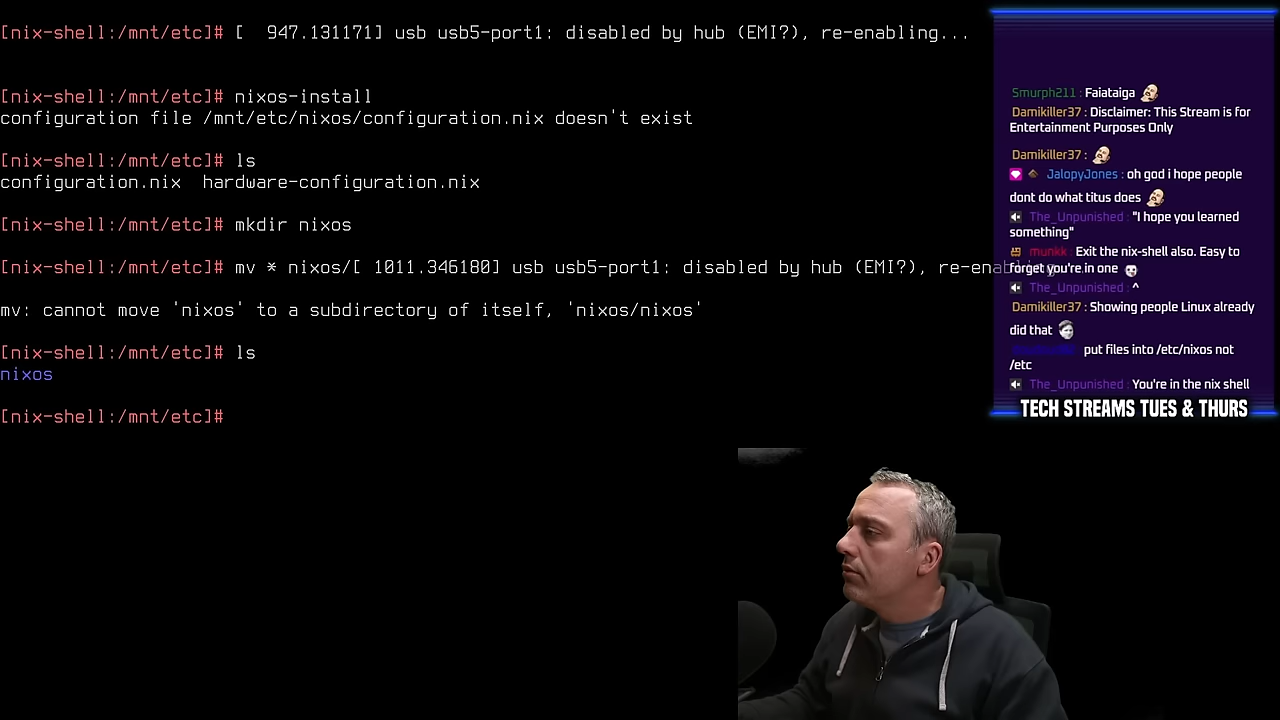 [nix-shell:/mnt/etc]# [  947.131171] usb usb5-port1: disabled by hub (EMI?), re-enabling...
[nix-shell:/mnt/etc]# nixos-install
configuration file /mnt/etc/nixos/configuration.nix doesn't exist
[nix-shell:/mnt/etc]# ls
configuration.nix  hardware-configuration.nix
[nix-shell:/mnt/etc]# mkdir nixos
[nix-shell:/mnt/etc]# mv * nixos/[ 1011.346180] usb usb5-port1: disabled by hub (EMI?), re-enabling
mv: cannot move 'nixos' to a subdirectory of itself, 'nixos/nixos'
[nix-shell:/mnt/etc]# ls
nixos
[nix-shell:/mnt/etc]#
Smurph211 : Faiataiga
Damikiller37 : Disclaimer: This Stream is for
Entertainment Purposes Only
Damikiller37 :
JalopyJones : oh god i hope people
dont do what titus does
The_Unpunished : "I hope you learned
something"
munkk : Exit the nix-shell also. Easy to
forget you're in one
The_Unpunished : ^
Damikiller37 : Showing people Linux already
did that
put files into /etc/nixos not
/etc
The_Unpunished : You're in the nix shell
TECH STREAMS TUES & THURS